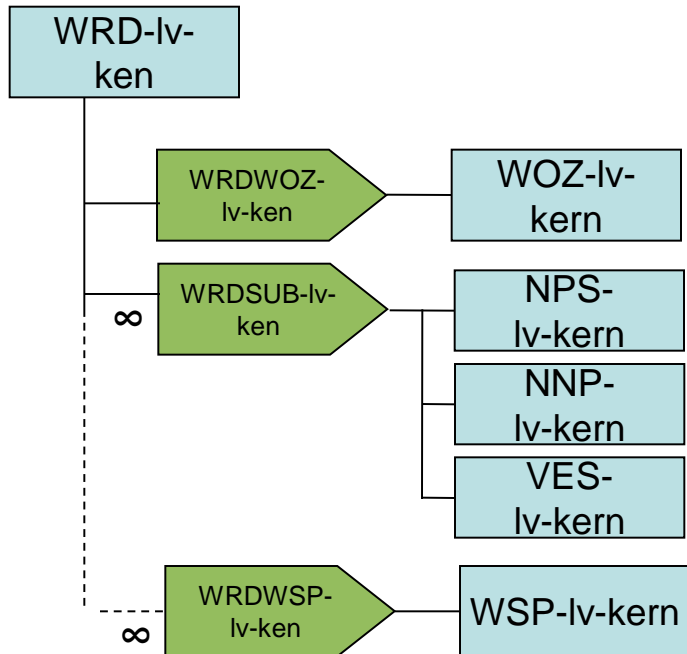 WRD-lv-
ken
WRDWOZ-
lv-ken
WOZ-lv-
kern
∞
WRDSUB-lv-
ken
NPS-
lv-kern
NNP-
lv-kern
VES-
lv-kern
∞
WRDWSP-
lv-ken
WSP-lv-kern